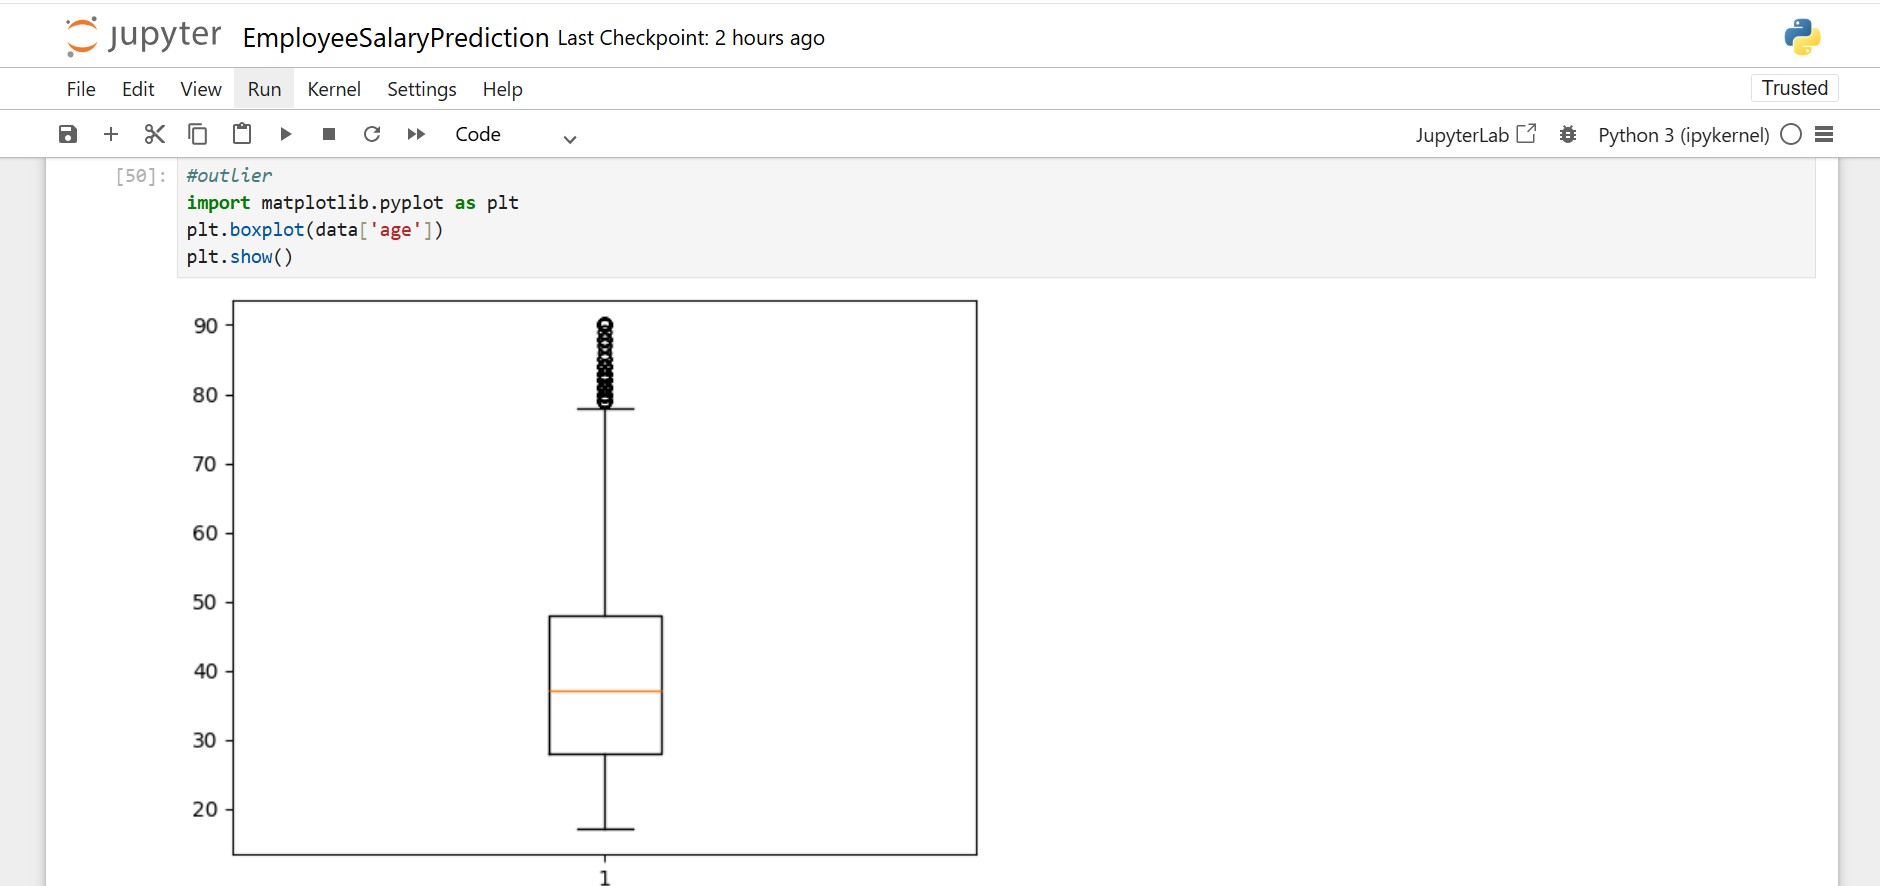 jupyter EmployeeSalaryPrediction Last Checkpoint: 2 hours ago
File Edit View Run Kernel Settings Help Trusted
Code JupyterLab Python 3 (ipykernel)
[50]: #outlier
import matplotlib.pyplot as plt
plt.boxplot(data['age'])
plt.show()
90
80
70
60
50
40
30
20
1